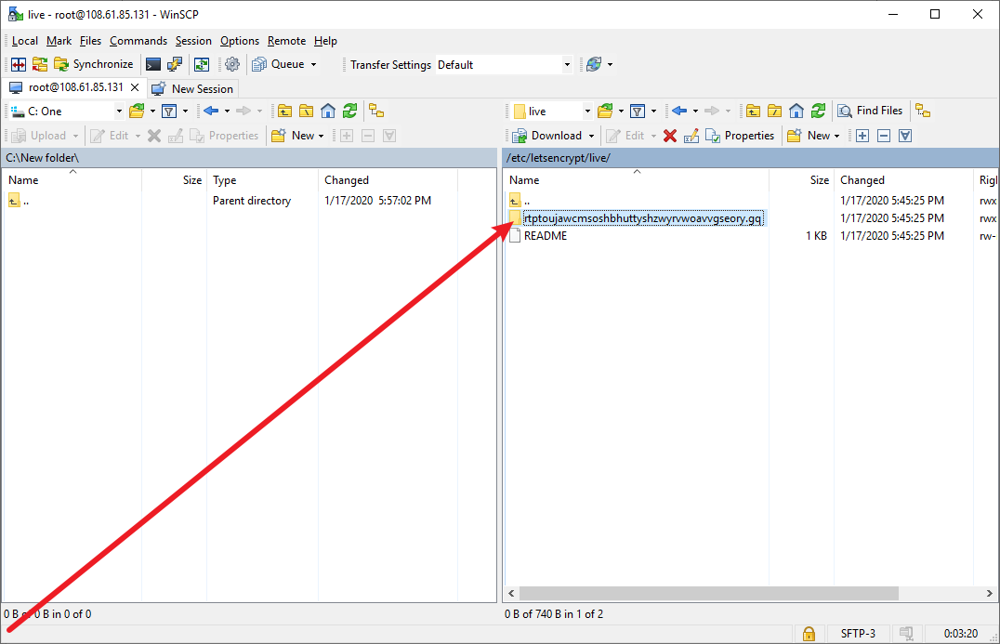 live - root@108.61.85.131 - WinSCP
Local Mark Files Commands Session Options Remote Help
Synchronize Queue Transfer Settings Default
root@108.61.85.131 New Session
C: One live Find Files
Upload Edit Properties New Download Edit Properties New
C:\New folder\ /etc/letsencrypt/live/
Name Size Type Changed Name Size Changed Rigl
.. Parent directory 1/17/2020 5:57:02 PM .. 1/17/2020 5:45:25 PM rwx
rtptoujawcmsoshbhuttyshzwyrvwoavvgseory.gq 1/17/2020 5:45:25 PM rwx
README 1 KB 1/17/2020 5:45:25 PM rw-
0 B of 0 B in 0 of 0 0 B of 740 B in 1 of 2
SFTP-3 0:03:20